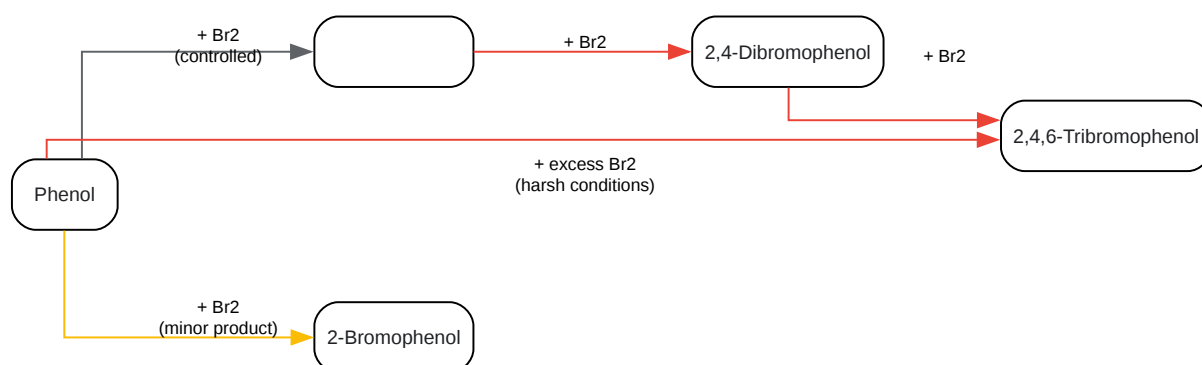 + Br2
(controlled)
+ Br2
2,4-Dibromophenol
+ Br2
2,4,6-Tribromophenol
+ excess Br2
(harsh conditions)
Phenol
+ Br2
(minor product)
2-Bromophenol